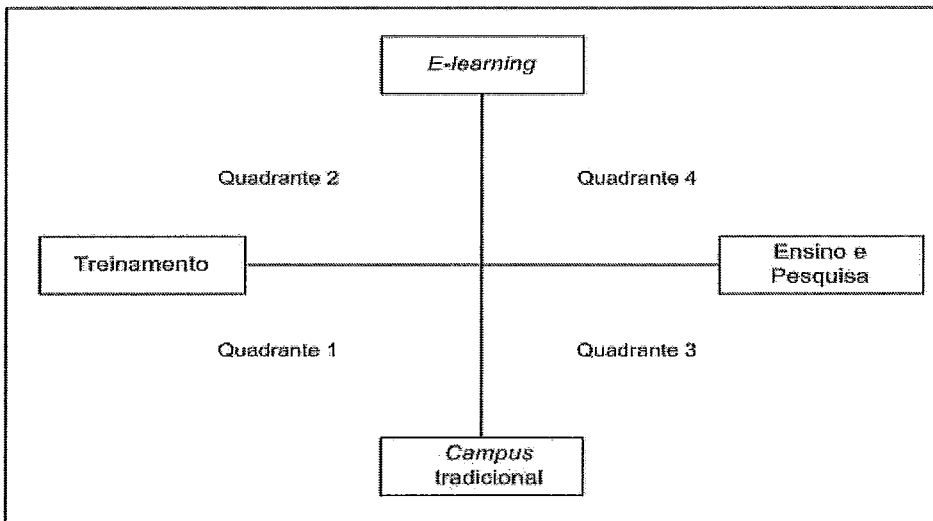 E-learning
Quadrante 2
Quadrante 4
Treinamento
Ensino e
Pesquisa
Quadrante 1
Quadrante 3
Campus
tradicional